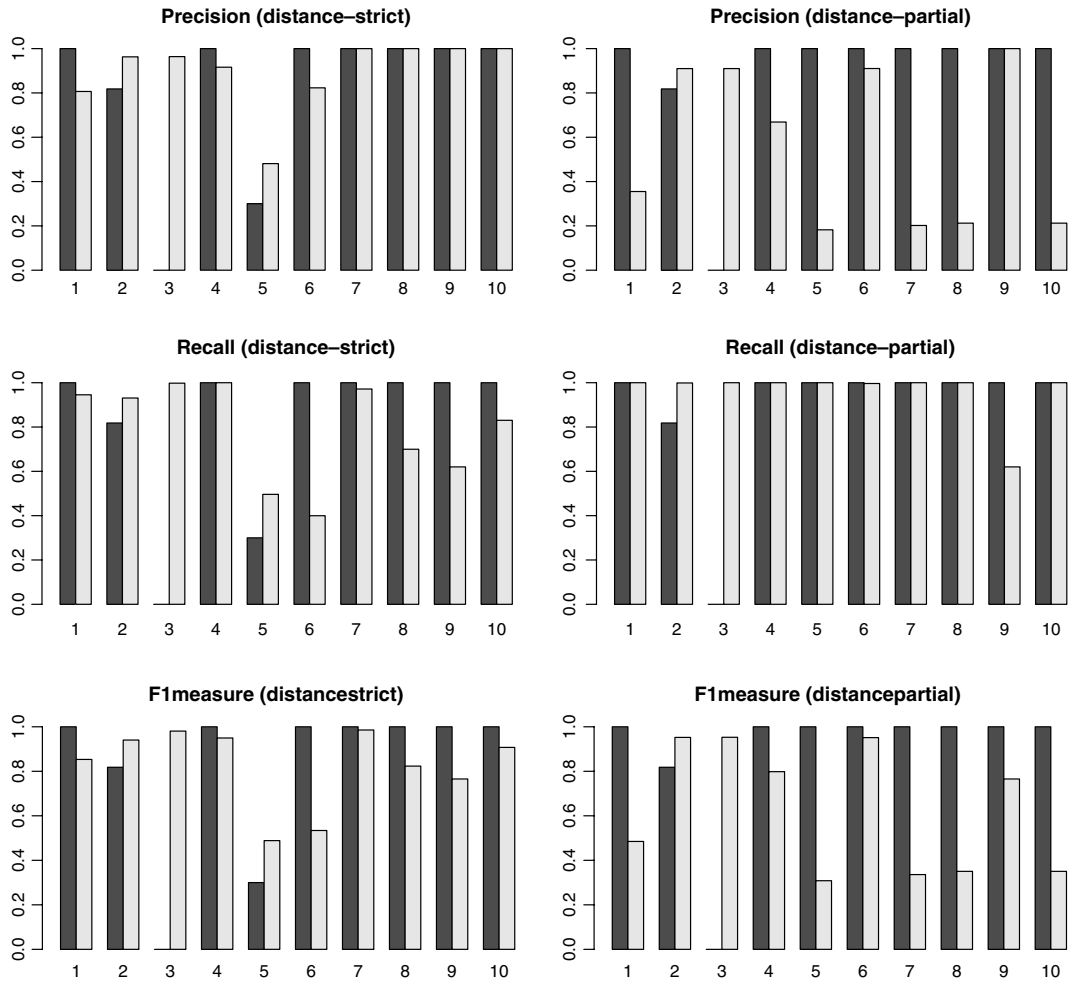 Precision (distance–strict)
0.0 0.2 0.4 0.6 0.8 1.0
1 2 3 4 5 6 7 8 9 10
Precision (distance–partial)
0.0 0.2 0.4 0.6 0.8 1.0
1 2 3 4 5 6 7 8 9 10
Recall (distance–strict)
0.0 0.2 0.4 0.6 0.8 1.0
1 2 3 4 5 6 7 8 9 10
Recall (distance–partial)
0.0 0.2 0.4 0.6 0.8 1.0
1 2 3 4 5 6 7 8 9 10
F1measure (distancestrict)
0.0 0.2 0.4 0.6 0.8 1.0
1 2 3 4 5 6 7 8 9 10
F1measure (distancepartial)
0.0 0.2 0.4 0.6 0.8 1.0
1 2 3 4 5 6 7 8 9 10